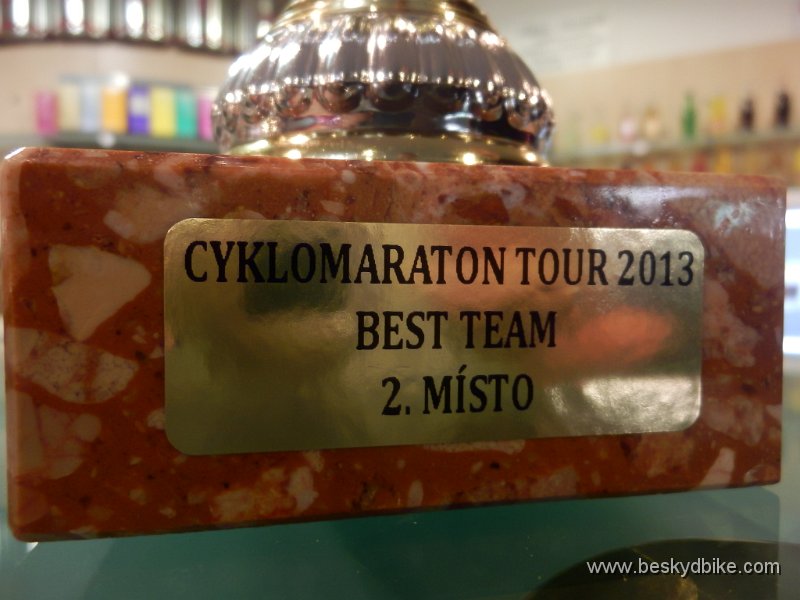 CYKLOMARATON TOUR 2013
BEST TEAM
2. MÍSTO
www.beskydbike.com